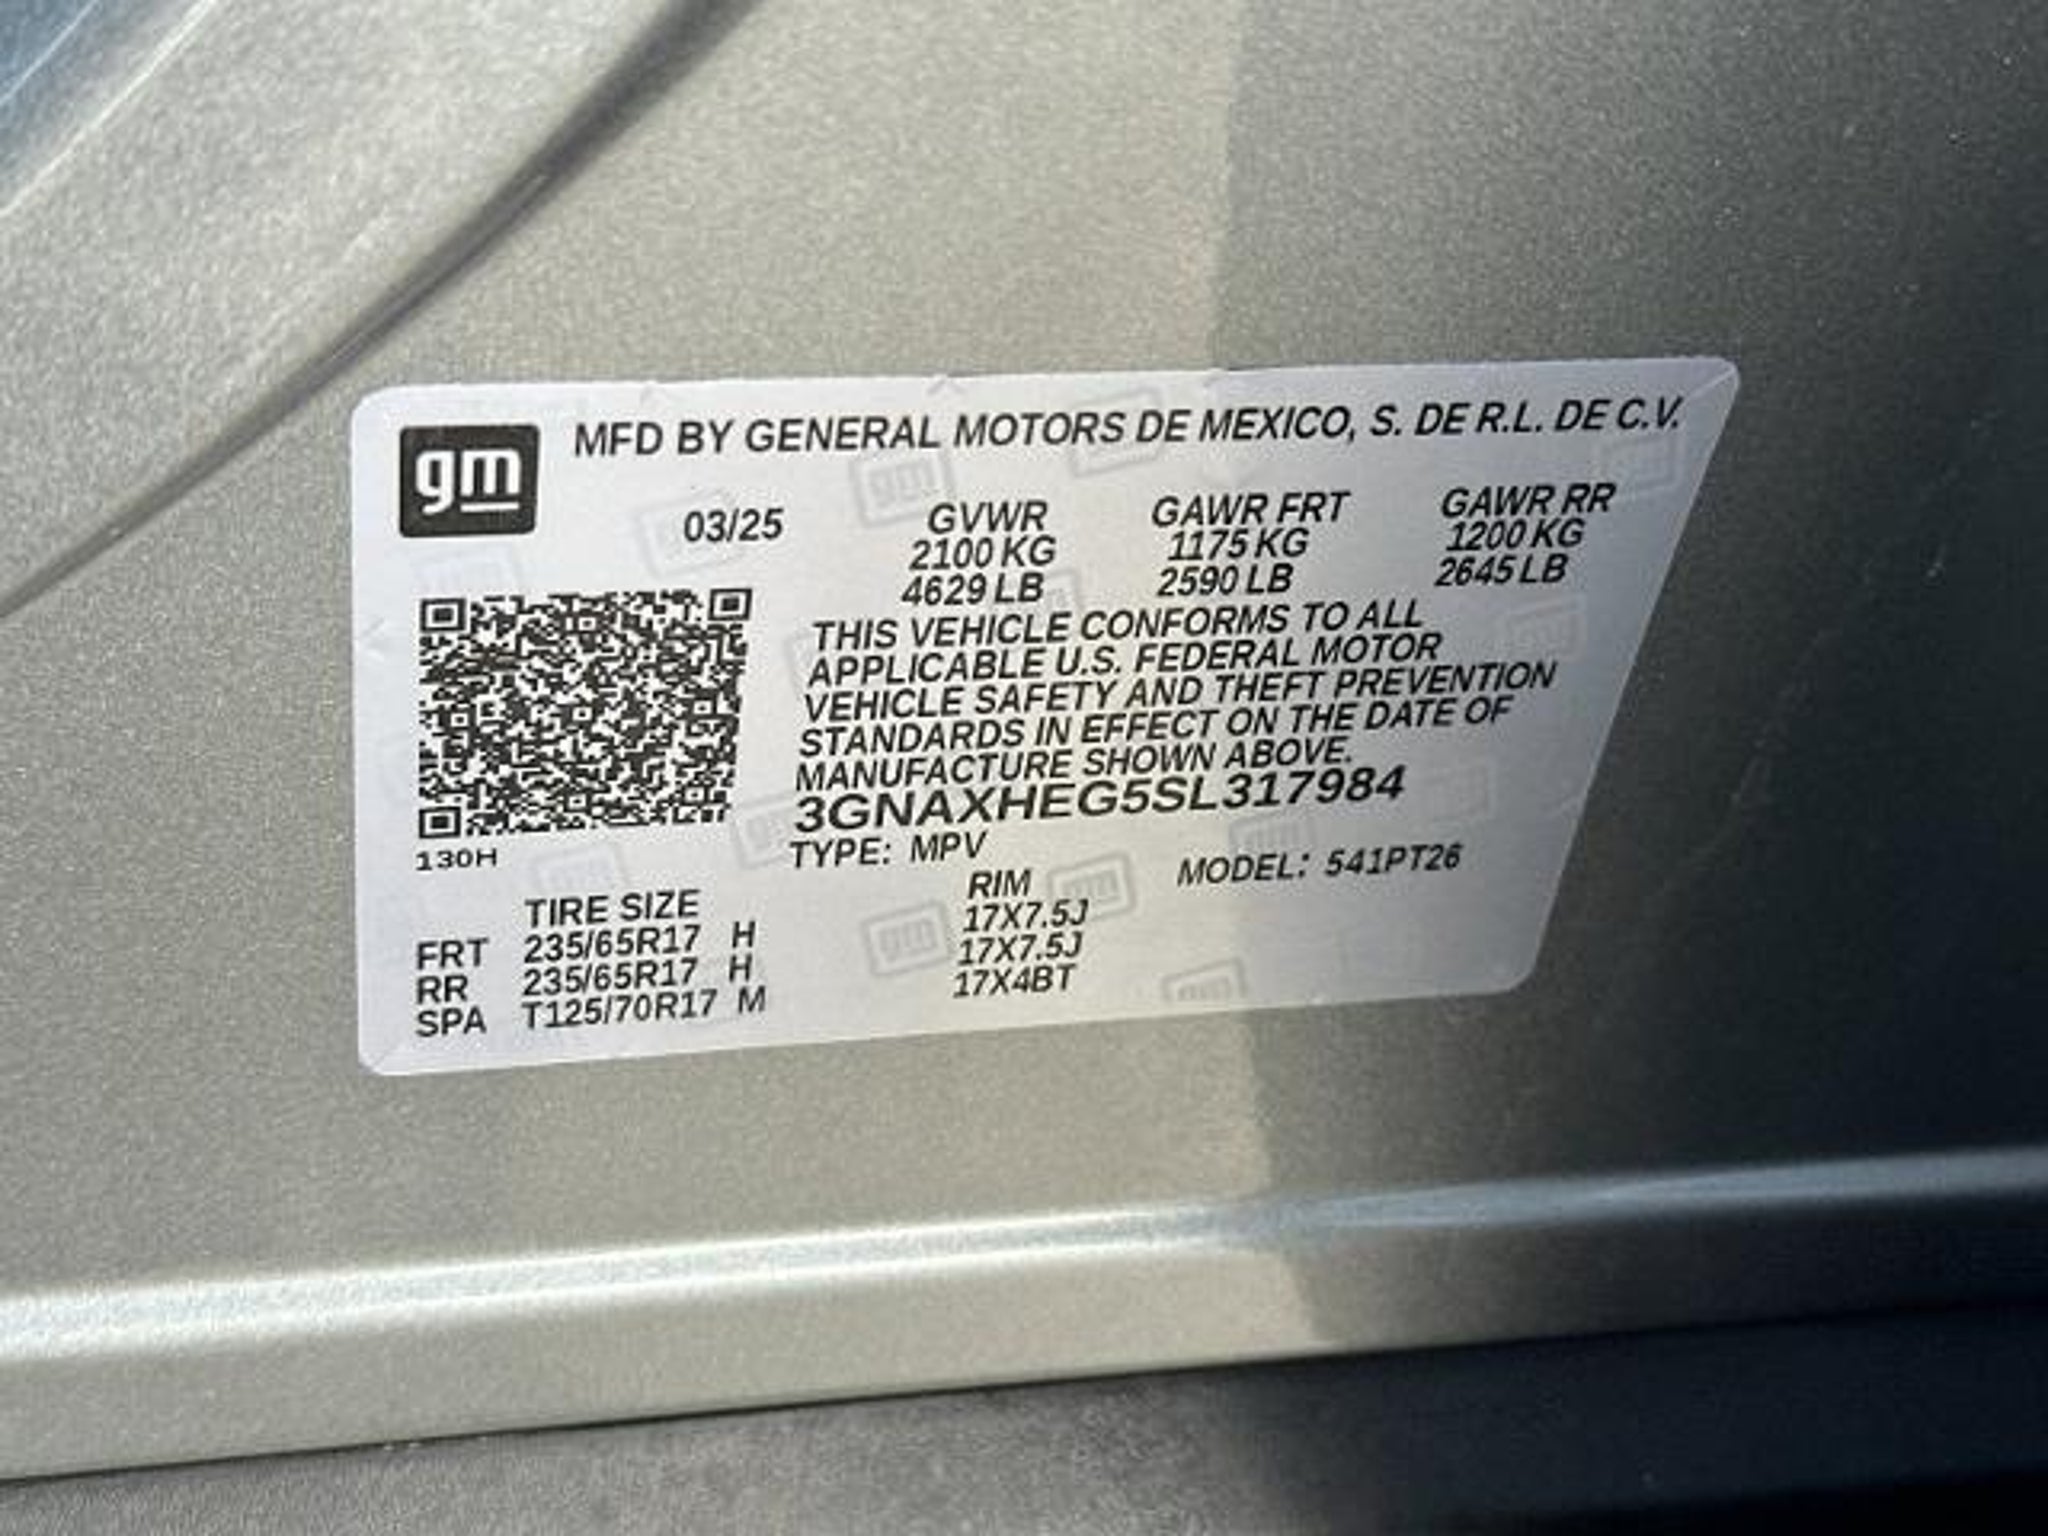 gm
MFD BY GENERAL MOTORS DE MEXICO, S. DE R.L. DE C.V.
03/25 GVWR GAWR FRT GAWR RR
2100 KG 1175 KG 1200 KG
4629 LB 2590 LB 2645 LB
THIS VEHICLE CONFORMS TO ALL
APPLICABLE U.S. FEDERAL MOTOR
VEHICLE SAFETY AND THEFT PREVENTION
STANDARDS IN EFFECT ON THE DATE OF
MANUFACTURE SHOWN ABOVE.
3GNAXHEG5SL317984
130H
TYPE: MPV MODEL: 541PT26
TIRE SIZE RIM
FRT 235/65R17 H 17X7.5J
RR 235/65R17 H 17X7.5J
SPA T125/70R17 M 17X4BT